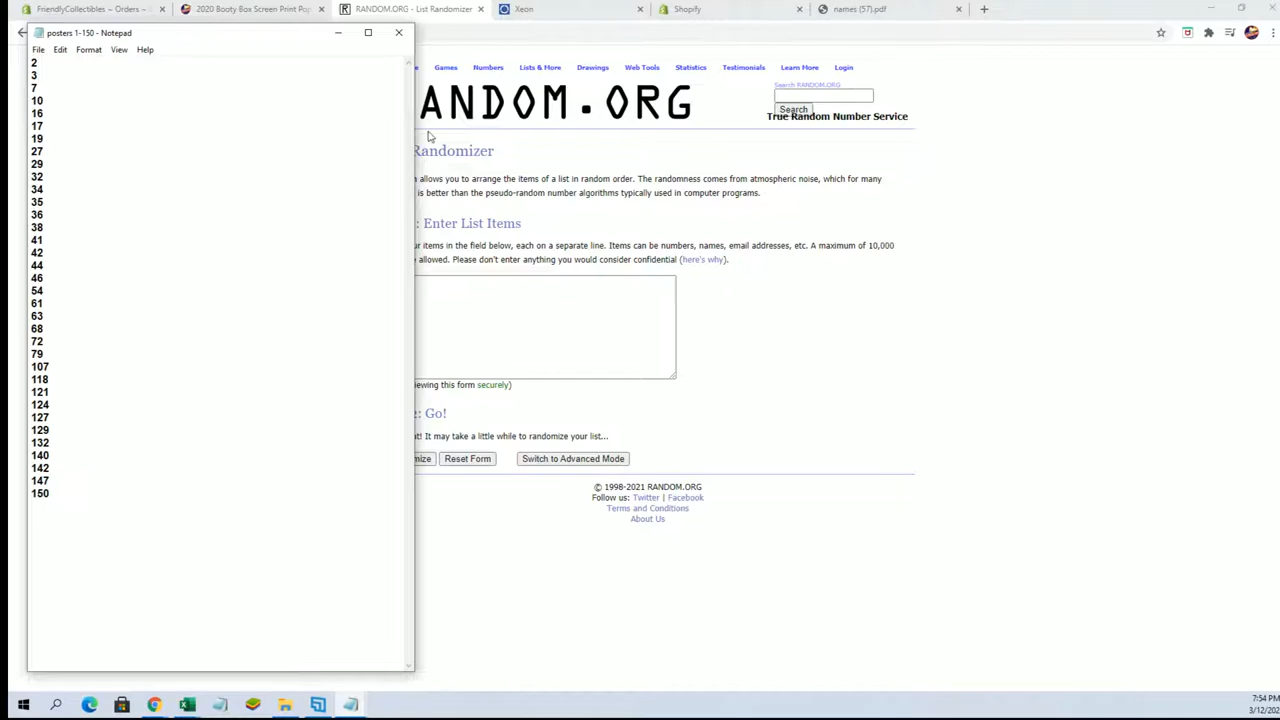 FriendlyCollectibles ~ Orders ~
2020 Booty Box Screen Print Pop
RANDOM.ORG - List Randomizer
Xeon
Shopify
names (57).pdf
posters 1-150 - Notepad
File Edit Format View Help
2
3
7
10
16
17
19
27
29
32
34
35
36
38
41
42
44
46
54
61
63
68
72
79
107
118
121
124
127
129
132
140
142
147
150
Games Numbers Lists & More Drawings Web Tools Statistics Testimonials Learn More Login
ANDOM.ORG
Search RANDOM.ORG
Search
True Random Number Service
Randomizer
allows you to arrange the items of a list in random order. The randomness comes from atmospheric noise, which for many
is better than the pseudo-random number algorithms typically used in computer programs.
: Enter List Items
ur items in the field below, each on a separate line. Items can be numbers, names, email addresses, etc. A maximum of 10,000
allowed. Please don't enter anything you would consider confidential (here's why).
iewing this form securely)
: Go!
t! It may take a little while to randomize your list...
mize Reset Form Switch to Advanced Mode
© 1998-2021 RANDOM.ORG
Follow us: Twitter | Facebook
Terms and Conditions
About Us
7:54 PM
3/12/202